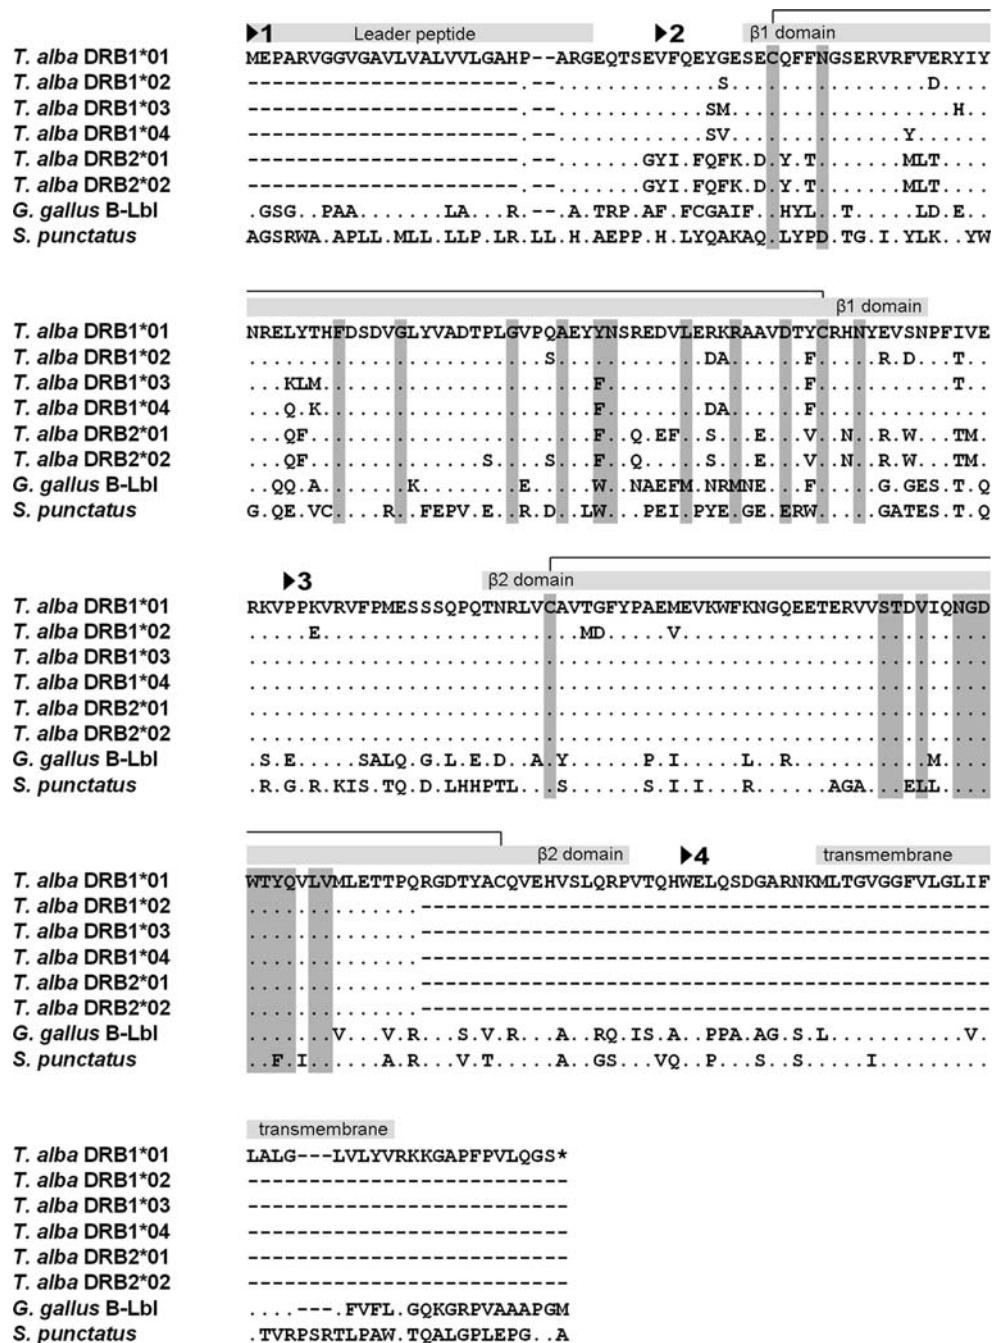 ▶1 Leader peptide ▶2 β1 domain
T. alba DRB1*01 MEPARVGGVGAVLVALVVLGAHP--ARGEQTSEVFQEYGESECQFFNGSERVRFVERYIY
T. alba DRB1*02 ----------------------.--.............S................D....
T. alba DRB1*03 ----------------------.--............SM..................H..
T. alba DRB1*04 ----------------------.--............SV...............Y......
T. alba DRB2*01 ----------------------.--.......GYI.FQFK.D.Y.T.......MLT....
T. alba DRB2*02 ----------------------.--.......GYI.FQFK.D.Y.T.......MLT....
G. gallus B-LbI .GSG..PAA.......LA...R.--.A.TRP.AF.FCGAIF..HYL..T......LD.E...
S. punctatus AGSRWA.APLL.MLL.LLP.LR.LL.H.AEPP.H.LYQAKAQ.LYPD.TG.I.YLK..YW
β1 domain
T. alba DRB1*01 NRELYTHFDSDVGLYVADTPLGVPQAEYYNSREDVLERKRAAVDTYCRHNYEVSNPFIVE
T. alba DRB1*02 ........................S............DA......F.....R.D...T..
T. alba DRB1*03 ...KLM......................F................F...........T..
T. alba DRB1*04 ...Q.K......................F........DA......F..............
T. alba DRB2*01 ...QF.......................F..Q.EF..S...E...V..N..R.W...TM.
T. alba DRB2*02 ...QF..............S....S...F..Q.....S...E...V..N..R.W...TM.
G. gallus B-LbI ..QQ.A.......K........E.....W..NAEFM.NRMNE...F.....G.GES.T.Q
S. punctatus G.QE.VC....R..FEPV.E..R.D..LW...PEI.PYE.GE.ERW.....GATES.T.Q
▶3 β2 domain
T. alba DRB1*01 RKVPPKVRVFPMESSSQPQTNRLVCAVTGFYPAEMEVKWFKNGQEETERVVSTDVIQNGD
T. alba DRB1*02 .....E.....................MD.....V.........................
T. alba DRB1*03 ............................................................
T. alba DRB1*04 ............................................................
T. alba DRB2*01 ............................................................
T. alba DRB2*02 ............................................................
G. gallus B-LbI .S.E.....SALQ.G.L.E.D..A.Y......P.I.....L..R...........M....
S. punctatus .R.G.R.KIS.TQ.D.LHHPTL...S......S.I.I...R......AGA...ELL....
β2 domain ▶4 transmembrane
T. alba DRB1*01 WTYQVLVMLETTPQRGDTYACQVEHVSLQRPVTQHWELQSDGARNKMLTGVGGFVLGLIF
T. alba DRB1*02 ..............----------------------------------------------
T. alba DRB1*03 ..............----------------------------------------------
T. alba DRB1*04 ..............----------------------------------------------
T. alba DRB2*01 ..............----------------------------------------------
T. alba DRB2*02 ..............----------------------------------------------
G. gallus B-LbI .......V...V.R...S.V.R...A..RQ.IS.A..PPA.AG.S.L...........V.
S. punctatus ..F.I......A.R...V.T.....A..GS...VQ..P...S..S.....I.........
transmembrane
T. alba DRB1*01 LALG---LVLYVRKKGAPFPVLQGS*
T. alba DRB1*02 --------------------------
T. alba DRB1*03 --------------------------
T. alba DRB1*04 --------------------------
T. alba DRB2*01 --------------------------
T. alba DRB2*02 --------------------------
G. gallus B-LbI ....---.FVFL.GQKGRPVAAAPGM
S. punctatus .TVRPSRTLPAW.TQALGPLEPG..A